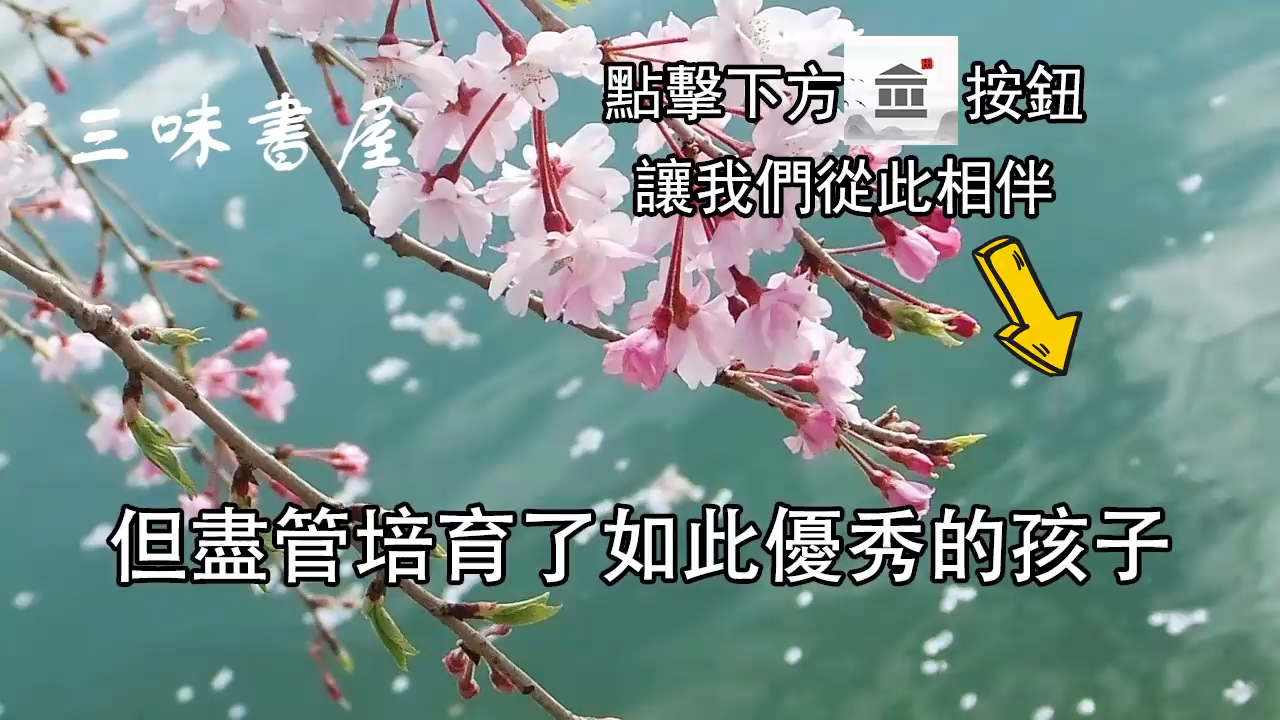 三味書屋
點擊下方 按鈕
讓我們從此相伴
但盡管培育了如此優秀的孩子